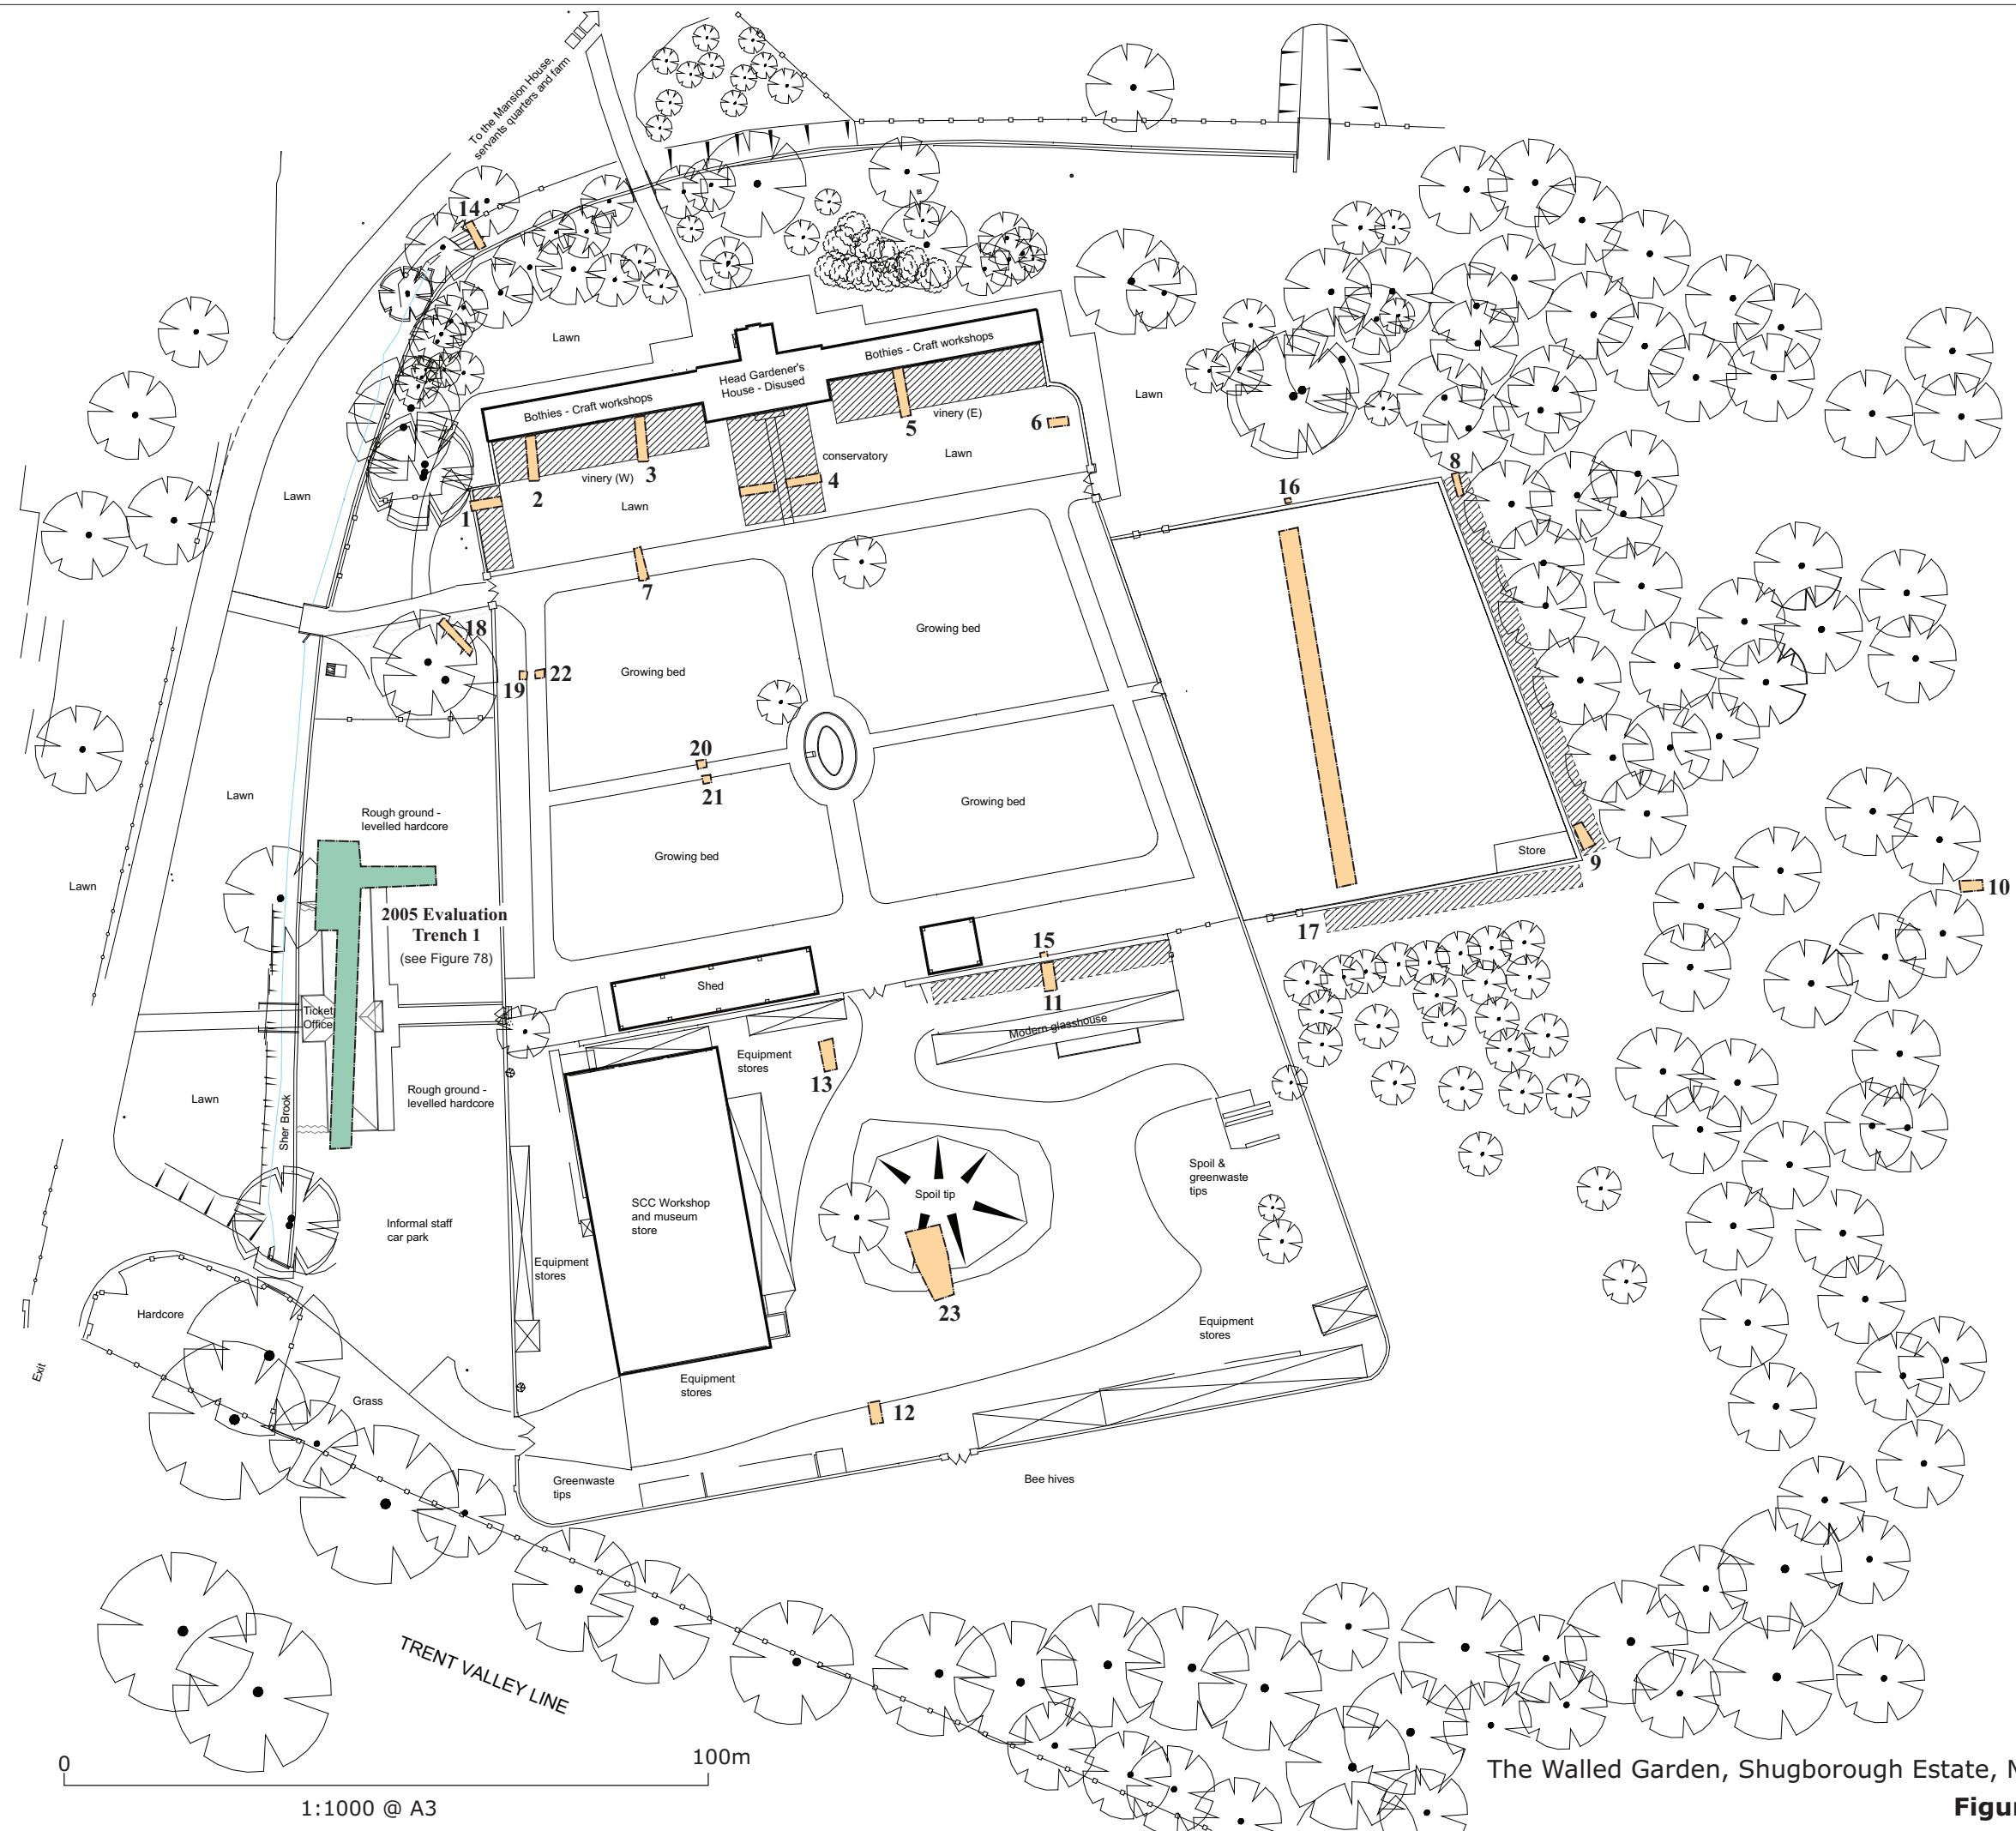 To the Mansion House,
servants quarters and farm
14
Lawn
Bothies - Craft workshops
Head Gardener's
House - Disused
Bothies - Craft workshops
Lawn
vinery (E)
5
6
conservatory
Lawn
vinery (W)
3
2
4
1
Lawn
Lawn
8
16
7
18
19
22
Growing bed
Growing bed
20
21
Lawn
Rough ground -
levelled hardcore
Growing bed
Growing bed
Lawn
Store
9
10
2005 Evaluation
Trench 1
(see Figure 78)
17
15
11
Shed
Ticket
Office
Modern glasshouse
Equipment
stores
13
Lawn
Rough ground -
levelled hardcore
Sher Brook
Spoil &
greenwaste
tips
Spoil tip
SCC Workshop
and museum
store
Informal staff
car park
Equipment
stores
23
Hardcore
Equipment
stores
Exit
Equipment
stores
Grass
12
Greenwaste
tips
Bee hives
TRENT VALLEY LINE
0
100m
1:1000 @ A3
The Walled Garden, Shugborough Estate,